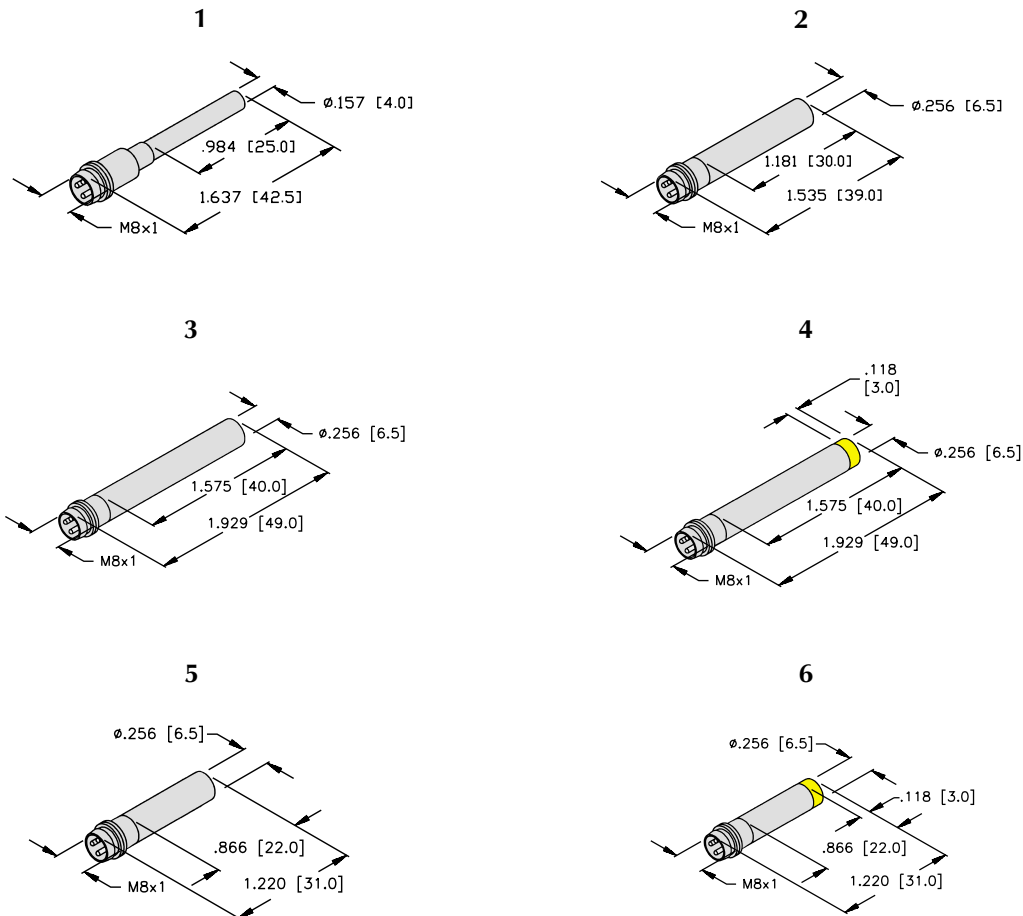 1
ø.157 [4.0]
.984 [25.0]
1.637 [42.5]
M8x1
2
ø.256 [6.5]
1.181 [30.0]
1.535 [39.0]
M8x1
3
ø.256 [6.5]
1.575 [40.0]
1.929 [49.0]
M8x1
4
.118
[3.0]
ø.256 [6.5]
1.575 [40.0]
1.929 [49.0]
M8x1
5
ø.256 [6.5]
.866 [22.0]
1.220 [31.0]
M8x1
6
ø.256 [6.5]
.118 [3.0]
.866 [22.0]
1.220 [31.0]
M8x1